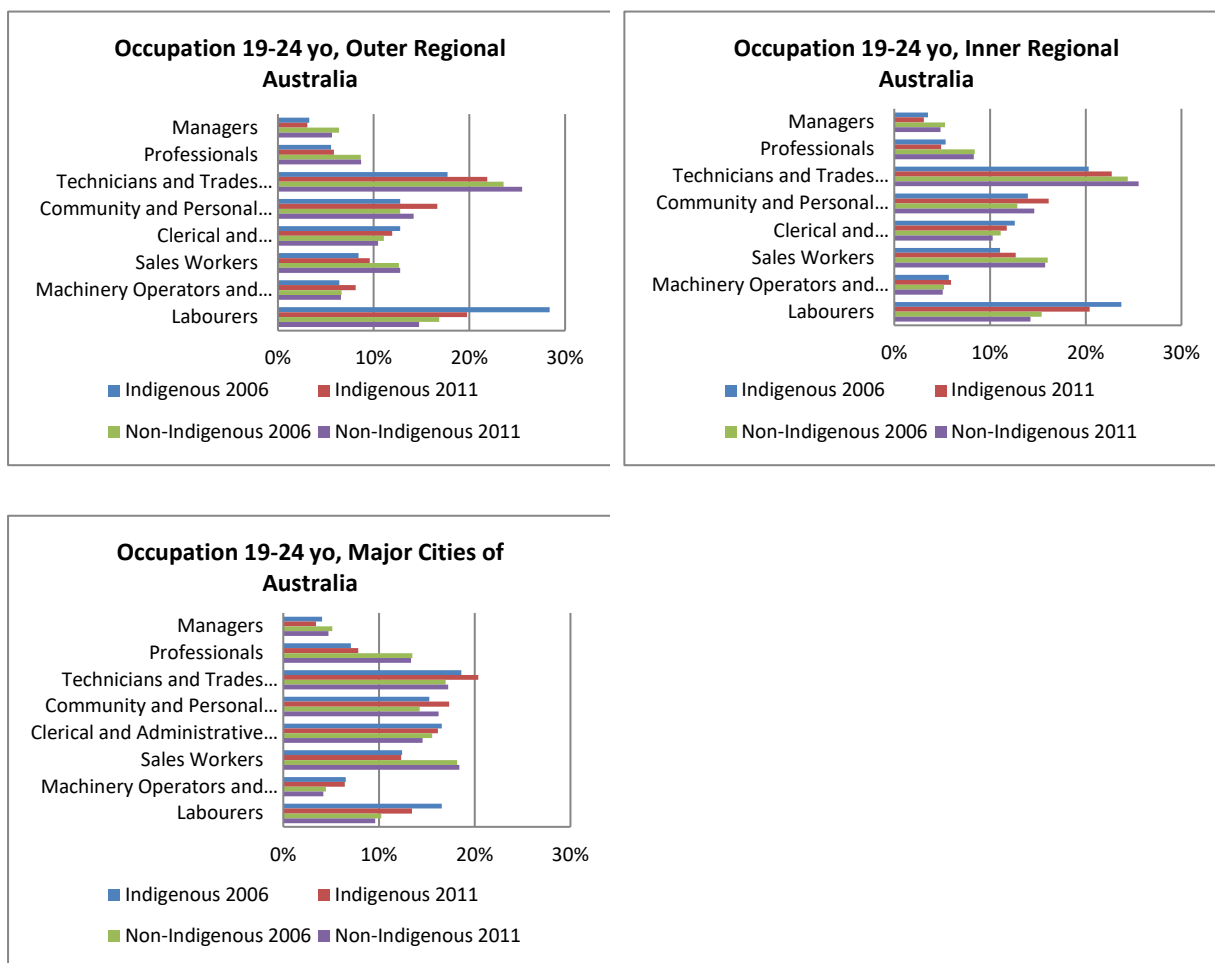 Occupation 19-24 yo, Outer Regional
Australia
Managers
Professionals
Technicians and Trades...
Community and Personal...
Clerical and...
Sales Workers
Machinery Operators and...
Labourers
0% 10% 20% 30%
Indigenous 2006 Indigenous 2011
Non-Indigenous 2006 Non-Indigenous 2011
Occupation 19-24 yo, Inner Regional
Australia
Managers
Professionals
Technicians and Trades...
Community and Personal...
Clerical and...
Sales Workers
Machinery Operators and...
Labourers
0% 10% 20% 30%
Indigenous 2006 Indigenous 2011
Non-Indigenous 2006 Non-Indigenous 2011
Occupation 19-24 yo, Major Cities of
Australia
Managers
Professionals
Technicians and Trades...
Community and Personal...
Clerical and Administrative...
Sales Workers
Machinery Operators and...
Labourers
0% 10% 20% 30%
Indigenous 2006 Indigenous 2011
Non-Indigenous 2006 Non-Indigenous 2011